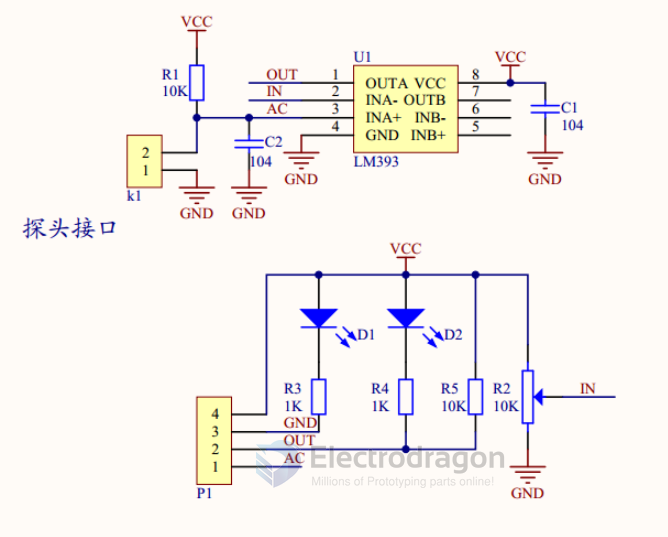 VCC
U1
VCC
R1
10K
OUT 1 OUTA VCC 8
IN 2 INA- OUTB 7
AC 3 INA+ INB- 6
4 GND INB+ 5
C1
104
C2
104
LM393
2
1
k1
GND
GND
GND
GND
探头接口
VCC
D1
D2
R3
1K
R4
1K
R5
10K
R2
10K
IN
4
3 GND
2 OUT
1 AC
P1
GND
Electrodragon
Millions of Prototyping parts online!